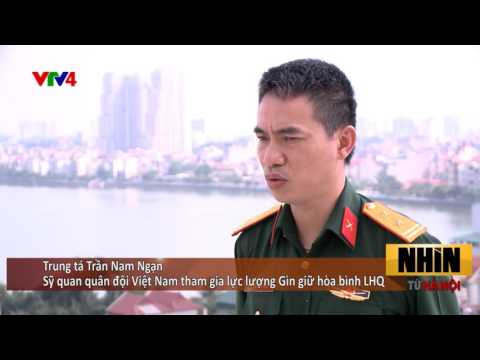 VTV4
Trung tá Trần Nam Ngạn
Sỹ quan quân đội Việt Nam tham gia lực lượng Gìn giữ hòa bình LHQ
NHÌN
TỪ HÀ NỘI